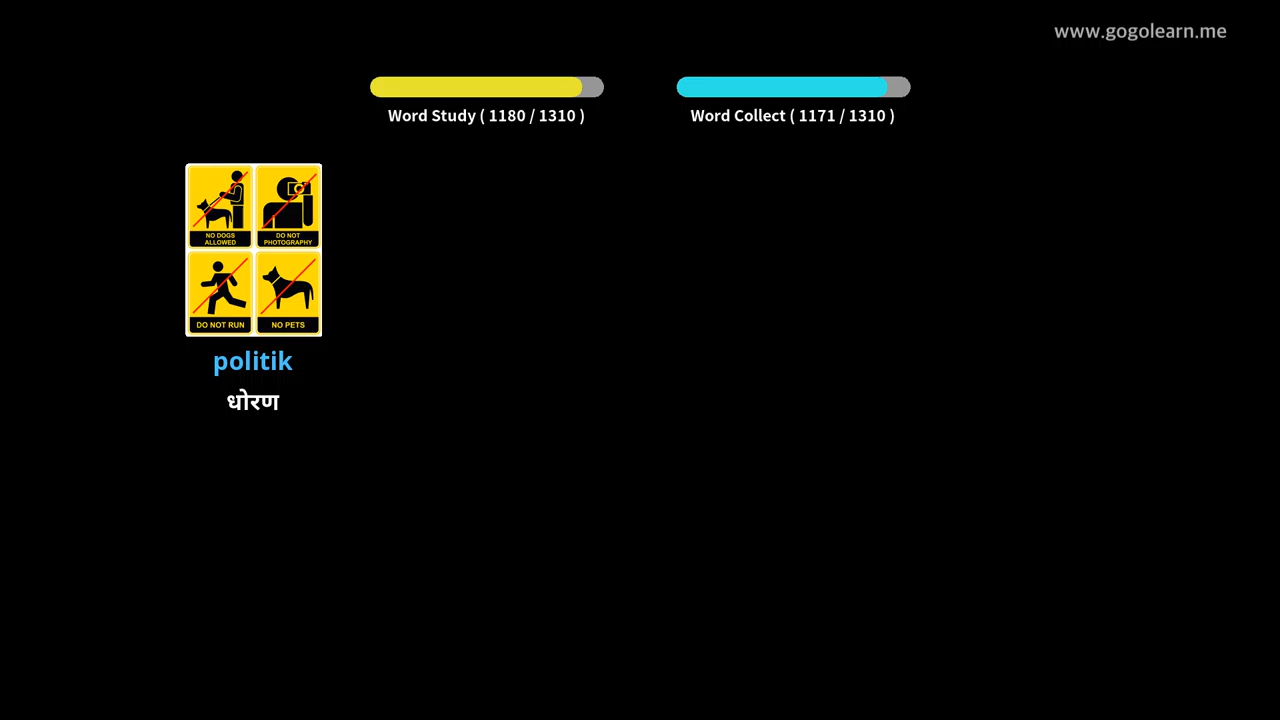 www.gogolearn.me
Word Study ( 1180 / 1310 )
Word Collect ( 1171 / 1310 )
NO DOGS
ALLOWED
DO NOT
PHOTOGRAPHY
DO NOT RUN
NO PETS
politik
धोरण